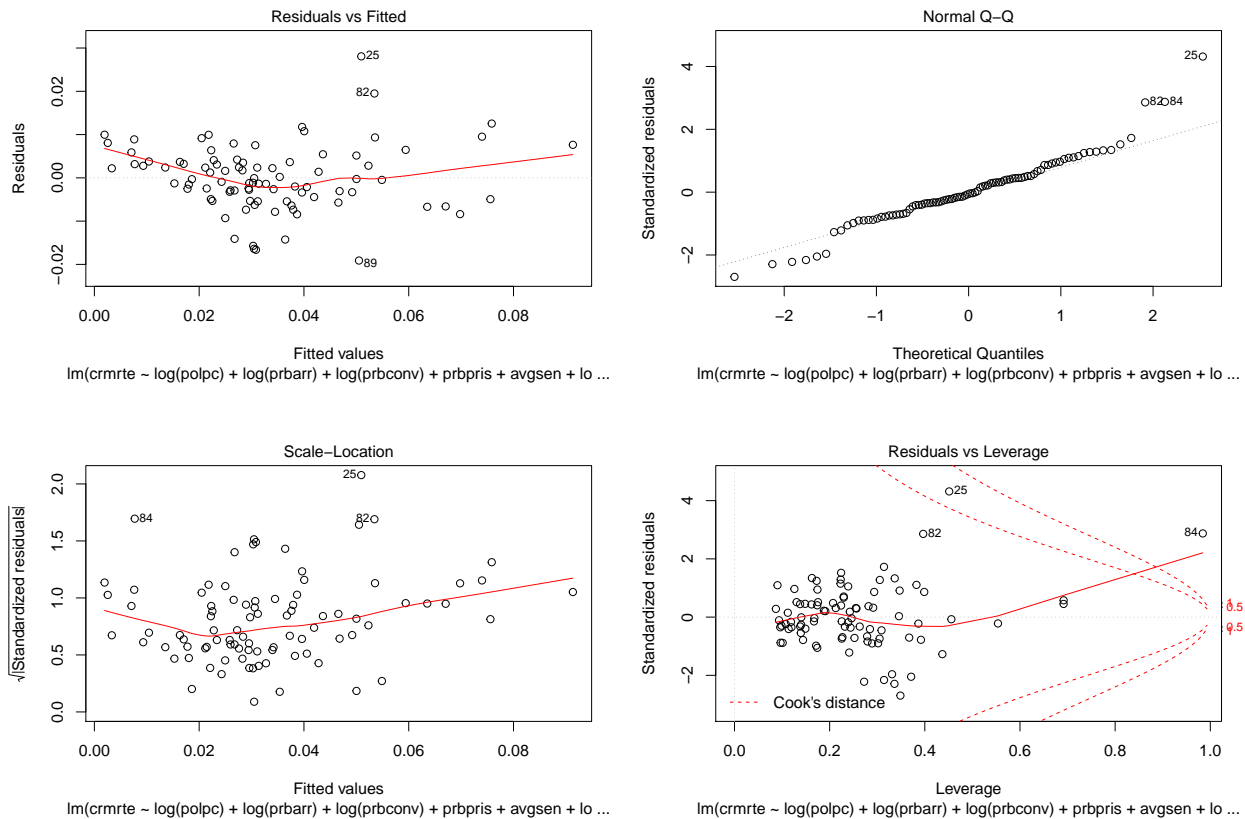 Residuals vs Fitted
Residuals
−0.02 0.00 0.02
25
82
89
0.00 0.02 0.04 0.06 0.08
Fitted values
lm(crmrte ~ log(polpc) + log(prbarr) + log(prbconv) + prbpris + avgsen + lo ...
Normal Q−Q
Standardized residuals
−2 0 2 4
25
82 84
−2 −1 0 1 2
Theoretical Quantiles
lm(crmrte ~ log(polpc) + log(prbarr) + log(prbconv) + prbpris + avgsen + lo ...
Scale−Location
√|Standardized residuals|
0.0 0.5 1.0 1.5 2.0
25
84
82
0.00 0.02 0.04 0.06 0.08
Fitted values
lm(crmrte ~ log(polpc) + log(prbarr) + log(prbconv) + prbpris + avgsen + lo ...
Residuals vs Leverage
Standardized residuals
−2 0 2 4
25
82
84
1
0.5
0.5
1
Cook's distance
0.0 0.2 0.4 0.6 0.8 1.0
Leverage
lm(crmrte ~ log(polpc) + log(prbarr) + log(prbconv) + prbpris + avgsen + lo ...